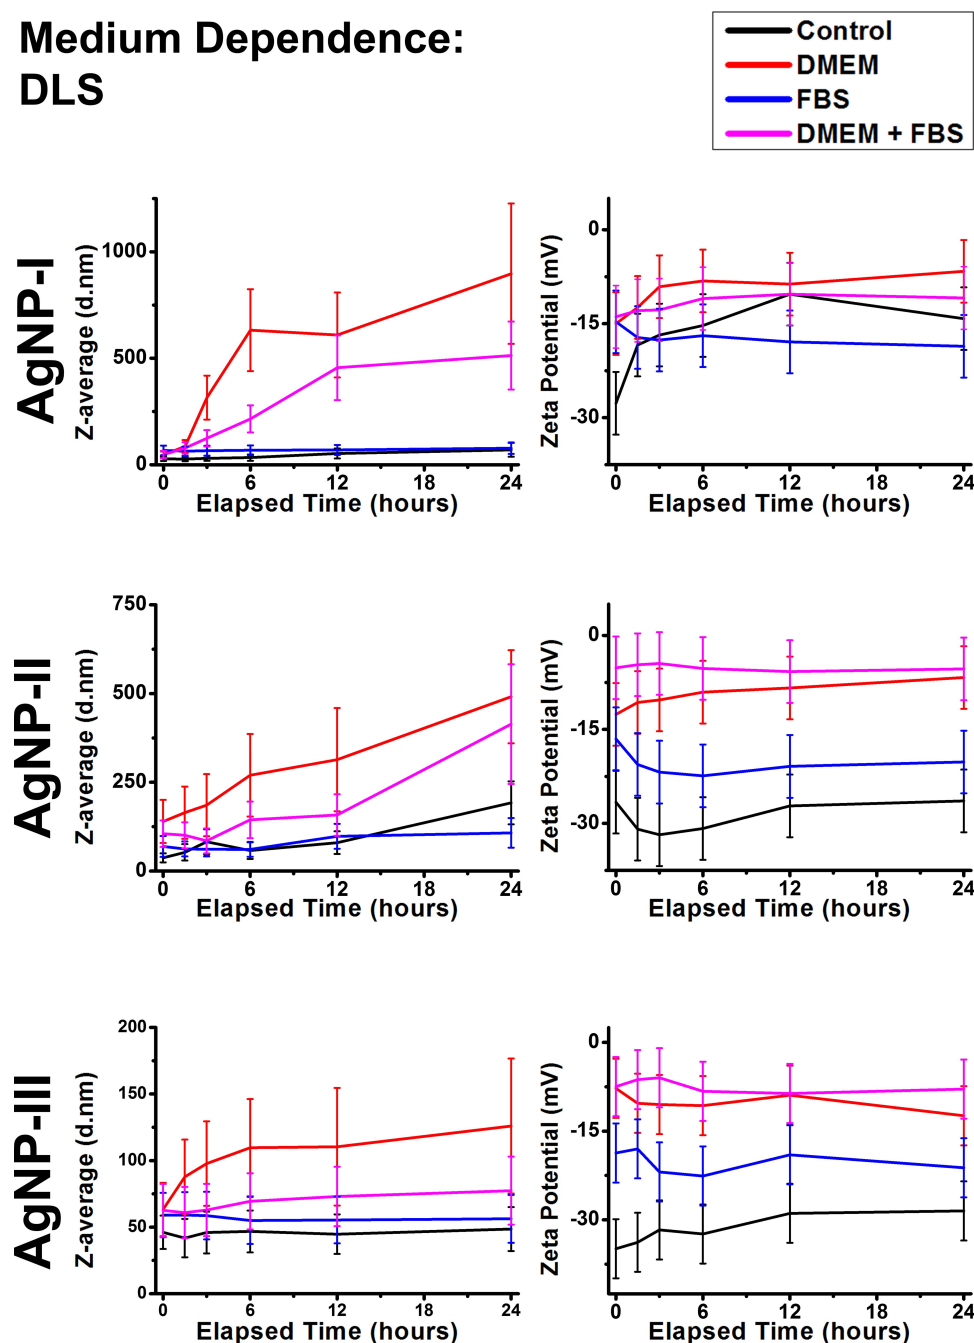 Medium Dependence:
DLS
Control
DMEM
FBS
DMEM + FBS
AgNP-I
Z-average (d.nm)
1000
500
0
0 6 12 18 24
Elapsed Time (hours)
Zeta Potential (mV)
0
-15
-30
0 6 12 18 24
Elapsed Time (hours)
AgNP-II
Z-average (d.nm)
750
500
250
0
0 6 12 18 24
Elapsed Time (hours)
Zeta Potential (mV)
0
-15
-30
0 6 12 18 24
Elapsed Time (hours)
AgNP-III
Z-average (d.nm)
200
150
100
50
0
0 6 12 18 24
Elapsed Time (hours)
Zeta Potential (mV)
0
-15
-30
0 6 12 18 24
Elapsed Time (hours)